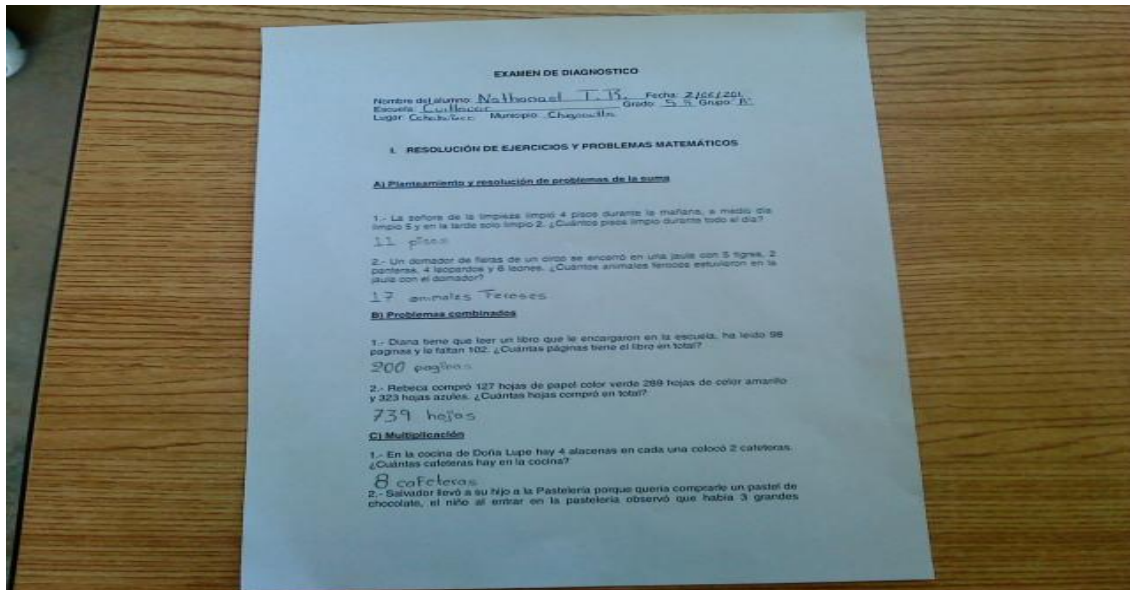 EXAMEN DE DIAGNOSTICO
Nombre del alumno: Nathanael T. B. Fecha: 2/06/201
Escuela: Grado: 5 Grupo: A
Lugar: Municipio:
I. RESOLUCIÓN DE EJERCICIOS Y PROBLEMAS MATEMÁTICOS
A) Planteamiento y resolución de problemas de la suma
1.- La señora de la limpieza limpió 4 pisos durante la mañana, a medio día
limpio 5 y en la tarde solo limpio 2. ¿Cuántos pisos limpio durante todo el día?
11 pisos
2.- Un domador de fieras de un circo se encerró en una jaula con 5 tigres, 2
panteras, 4 leopardos y 6 leones. ¿Cuántos animales feroces estuvieron en la
jaula con el domador?
17 animales Feroses
B) Problemas combinados
1.- Diana tiene que leer un libro que le encargaron en la escuela, ha leído 98
paginas y le faltan 102. ¿Cuántas páginas tiene el libro en total?
200 paginas
2.- Rebeca compró 127 hojas de papel color verde 289 hojas de color amarillo
y 323 hojas azules. ¿Cuántas hojas compró en total?
739 hojas
C) Multiplicación
1.- En la cocina de Doña Lupe hay 4 alacenas en cada una colocó 2 cafeteras.
¿Cuántas cafeteras hay en la cocina?
8 cafeteras
2.- Salvador llevó a su hijo a la Pastelería porque quería comprarle un pastel de
chocolate, el niño al entrar en la pastelería observó que había 3 grandes